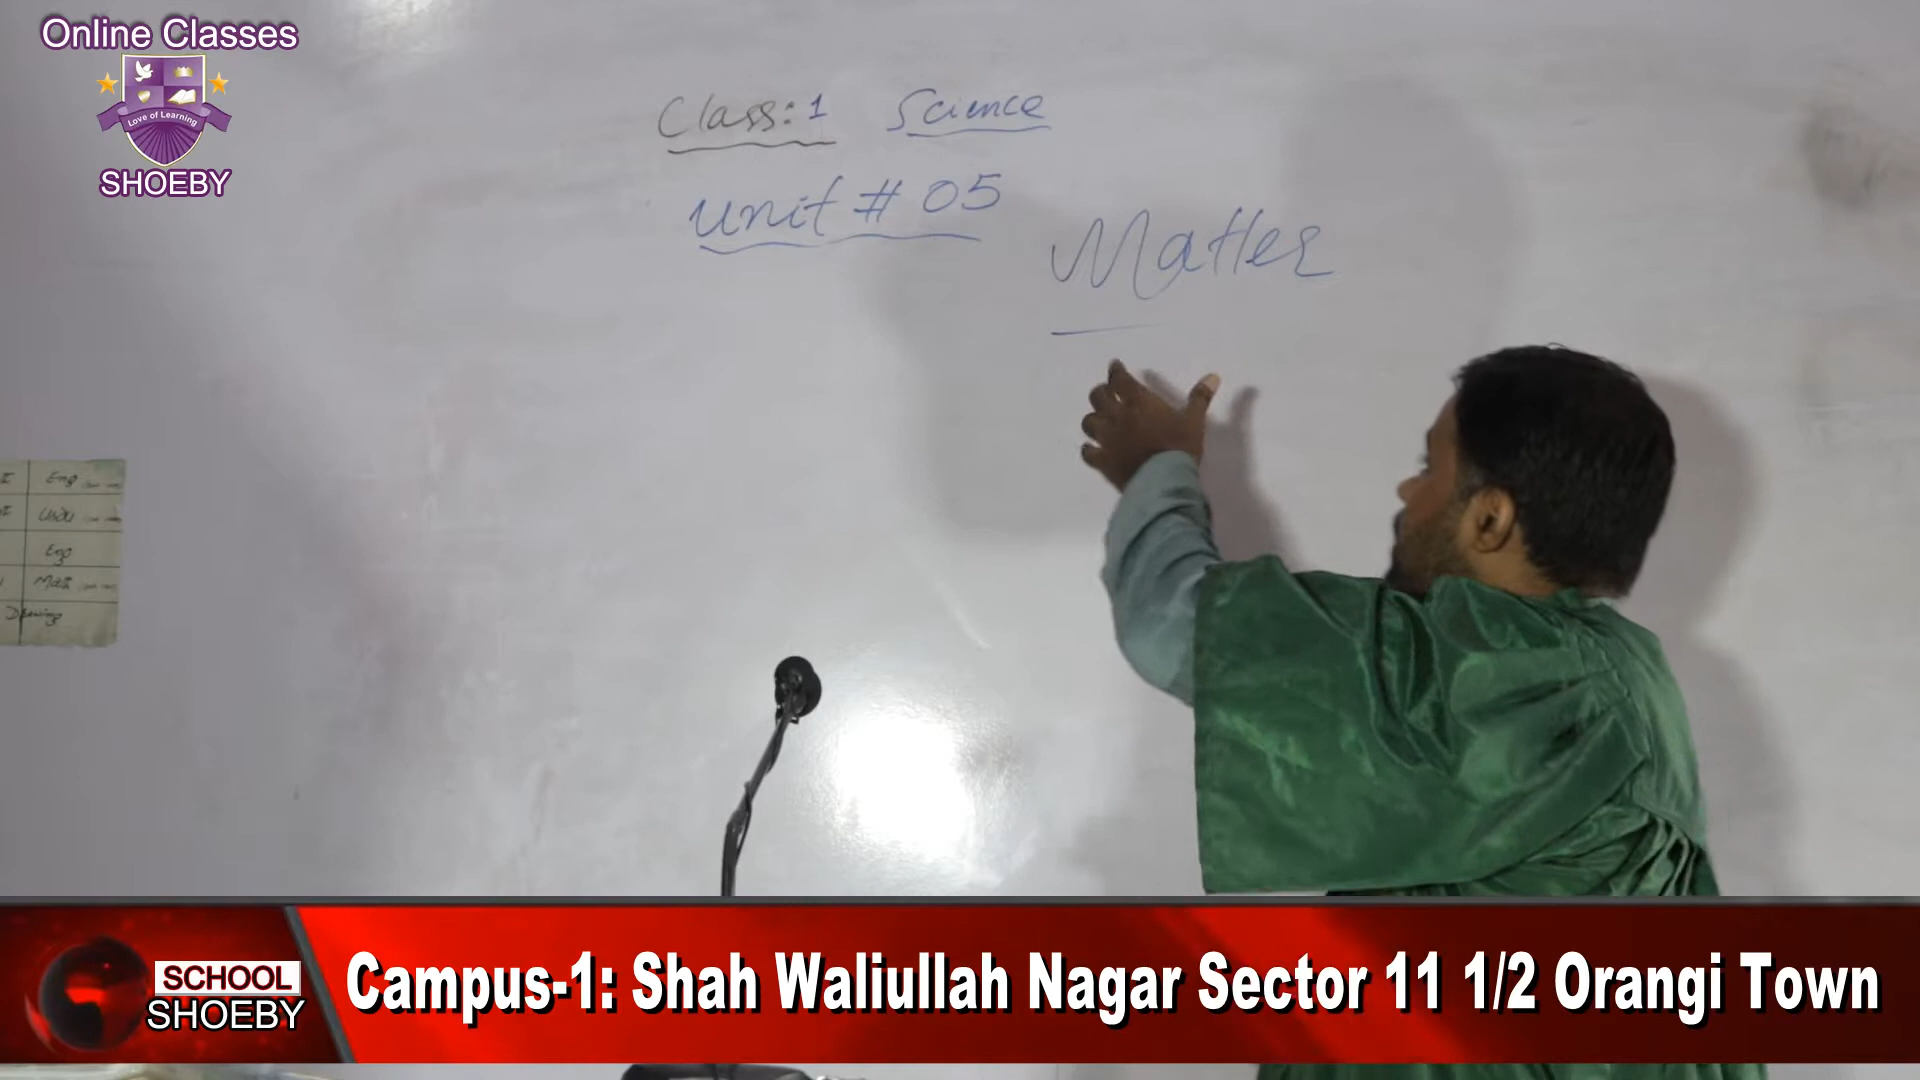 Online Classes
Love of Learning
SHOEBY
Class:1 Science
Unit # 05
Matter
Eng
Urdu
Eng
Math
Drawing
SCHOOL
SHOEBY
Campus-1: Shah Waliullah Nagar Sector 11 1/2 Orangi Town